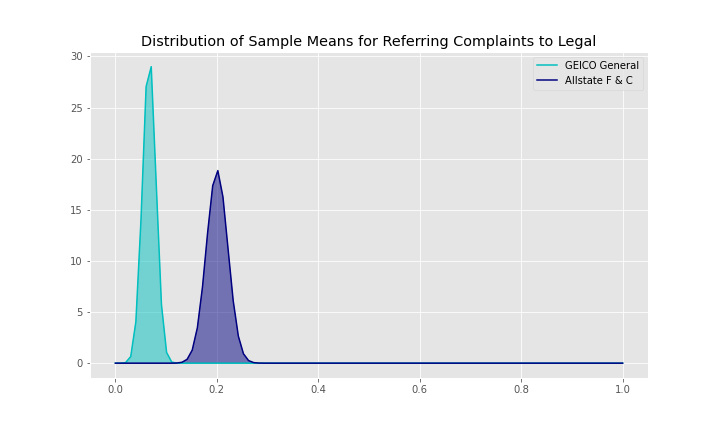 Distribution of Sample Means for Referring Complaints to Legal
GEICO General
Allstate F & C
30
25
20
15
10
5
0
0.0 0.2 0.4 0.6 0.8 1.0